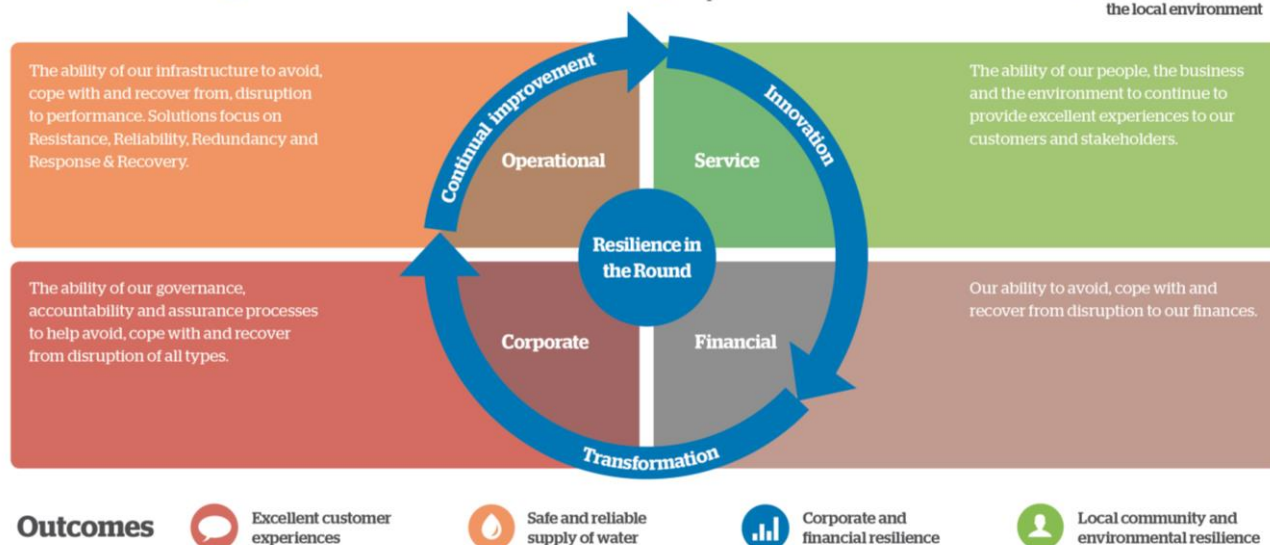 the local environment
The ability of our infrastructure to avoid,
cope with and recover from, disruption
to performance. Solutions focus on
Resistance, Reliability, Redundancy and
Response & Recovery.
Continual improvement
Operational
Service
Innovation
The ability of our people, the business
and the environment to continue to
provide excellent experiences to our
customers and stakeholders.
Resilience in
the Round
The ability of our governance,
accountability and assurance processes
to help avoid, cope with and recover
from disruption of all types.
Corporate
Financial
Our ability to avoid, cope with and
recover from disruption to our finances.
Transformation
Outcomes
Excellent customer
experiences
Safe and reliable
supply of water
Corporate and
financial resilience
Local community and
environmental resilience